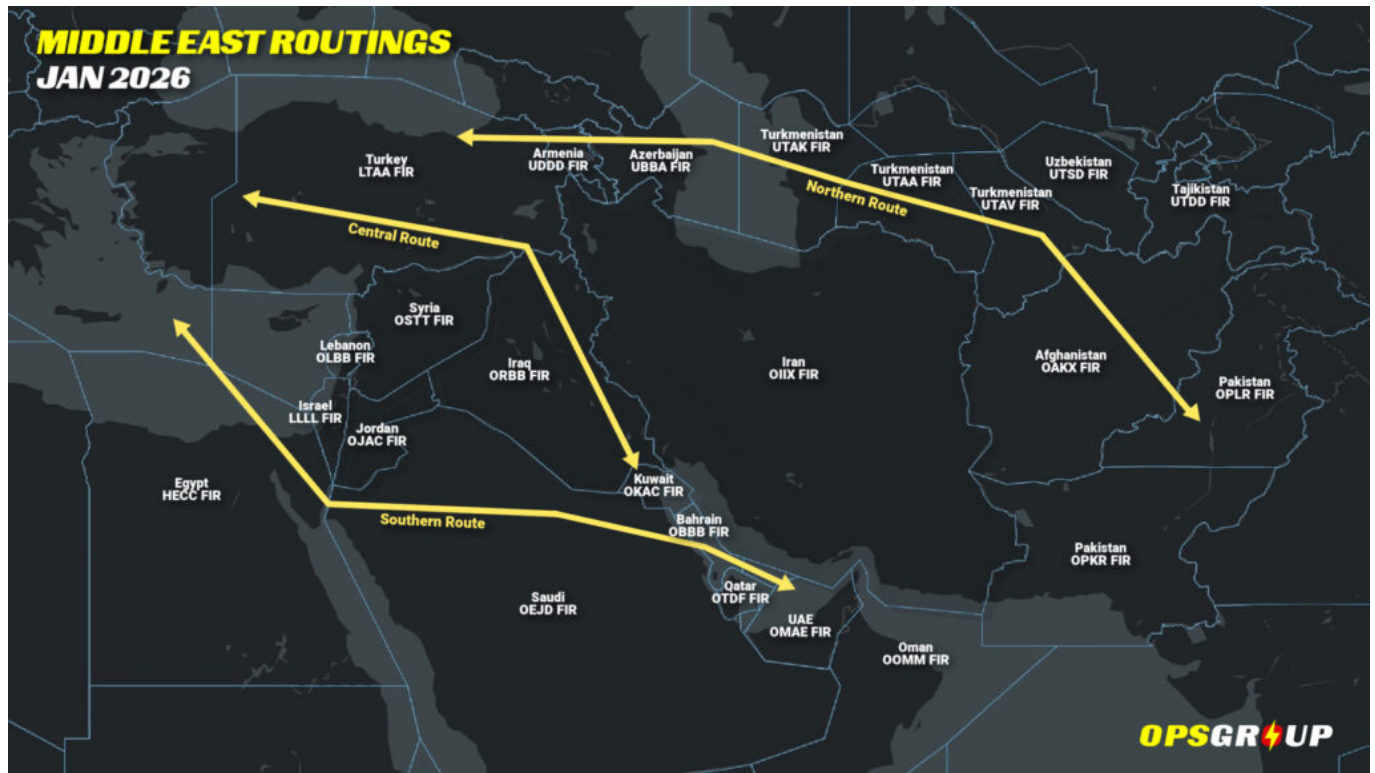 MIDDLE EAST ROUTINGS
JAN 2026
Turkey
LTAA FIR
Armenia
UDDD FIR
Azerbaijan
UBBA FIR
Turkmenistan
UTAK FIR
Turkmenistan
UTAA FIR
Turkmenistan
UTAV FIR
Uzbekistan
UTSD FIR
Tajikistan
UTDD FIR
Northern Route
Central Route
Syria
OSTT FIR
Lebanon
OLBB FIR
Iraq
ORBB FIR
Iran
OIIX FIR
Afghanistan
OAKX FIR
Pakistan
OPLR FIR
Israel
LLLL FIR
Jordan
OJAC FIR
Egypt
HECC FIR
Kuwait
OKAC FIR
Southern Route
Bahrain
OBBB FIR
Pakistan
OPKR FIR
Saudi
OEJD FIR
Qatar
OTDF FIR
UAE
OMAE FIR
Oman
OOMM FIR
OPSGROUP